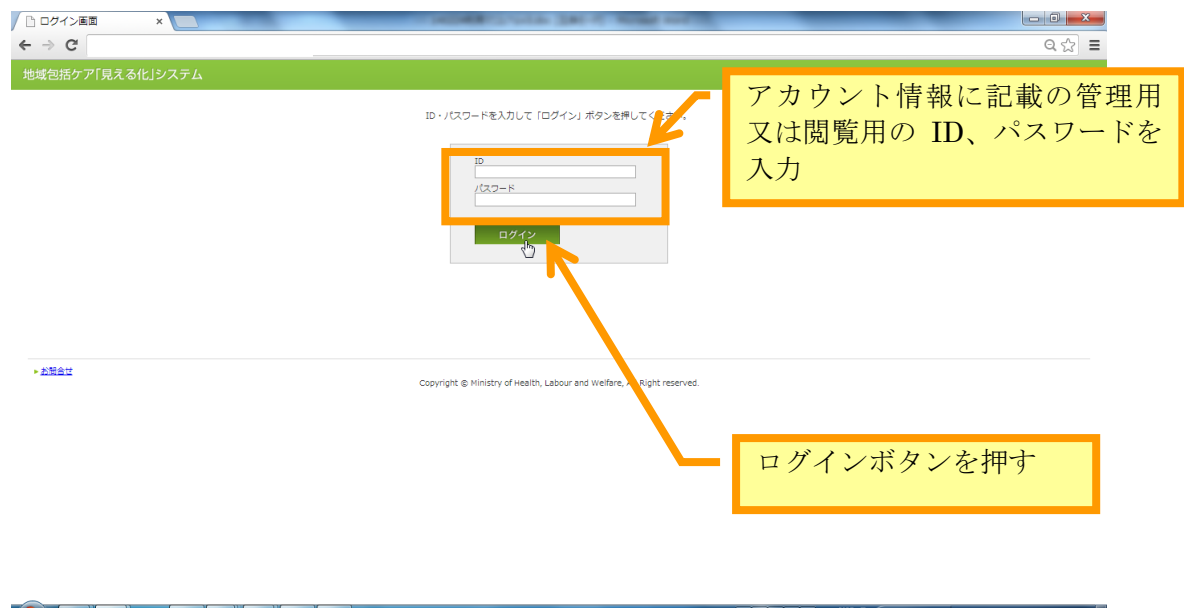 ログイン画面
地域包括ケア「見える化」システム
アカウント情報に記載の管理用
又は閲覧用の ID、パスワードを
入力
ID・パスワードを入力して「ログイン」ボタンを押してください。
ID
パスワード
ログイン
お問合せ
Copyright © Ministry of Health, Labour and Welfare, All Right reserved.
ログインボタンを押す